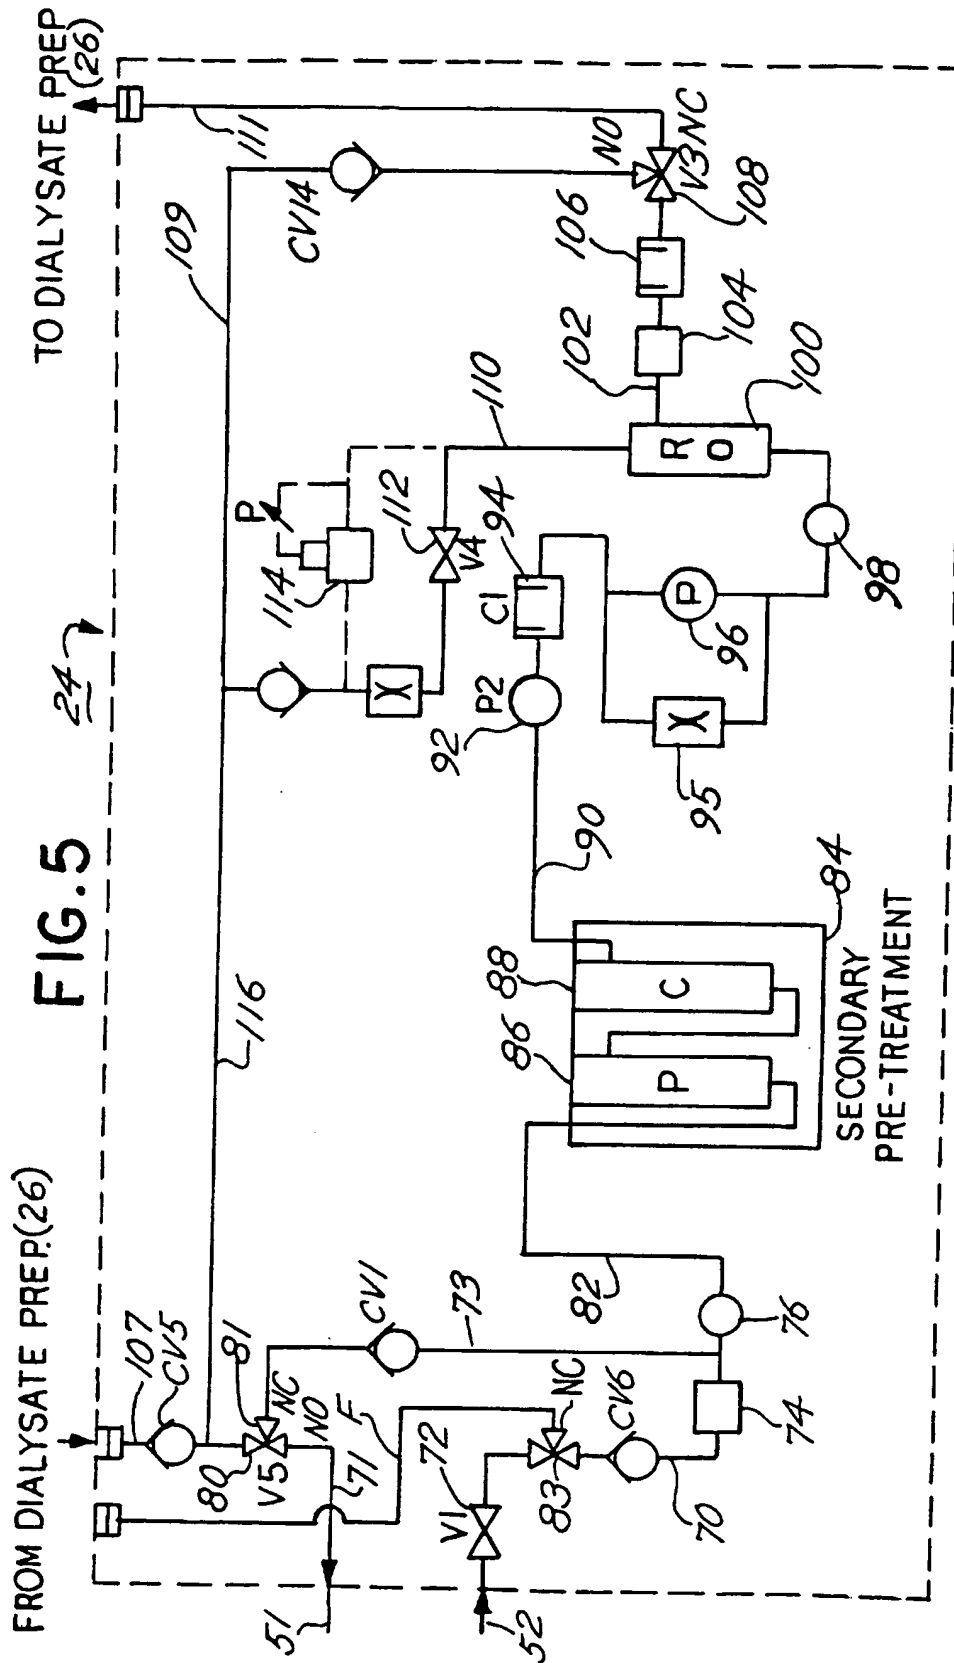 FIG.5
24
FROM DIALYSATE PREP.(26)
TO DIALYSATE PREP
(26)
107
CV5
81
80
V5
NC
NO
71
F
51
52
V1
72
83
NC
CV6
70
74
76
73
CV1
82
116
109
SECONDARY
PRE-TREATMENT
84
86
88
P
C
90
92
P2
C1
94
95
P
96
98
RO
100
102
104
106
108
V3
NO
NC
110
112
V4
114
P
CV14
111